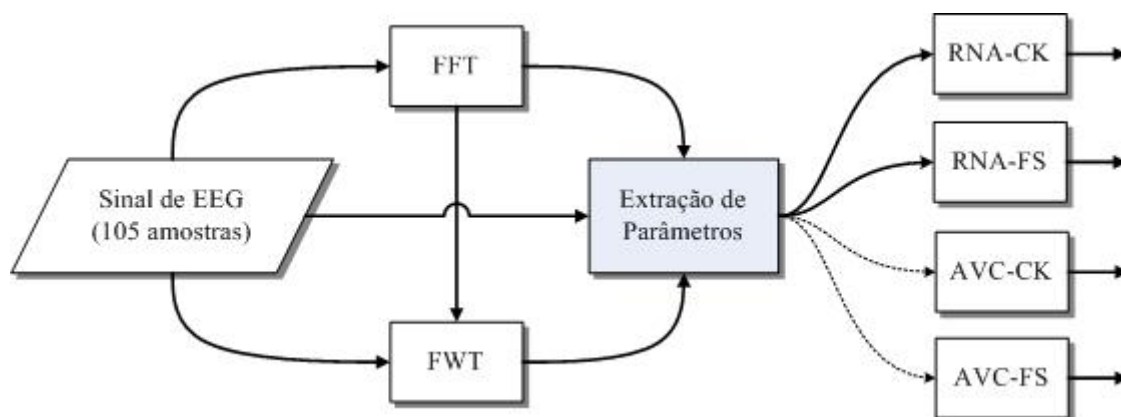 FFT
Sinal de EEG
(105 amostras)
FWT
Extração de
Parâmetros
RNA-CK
RNA-FS
AVC-CK
AVC-FS